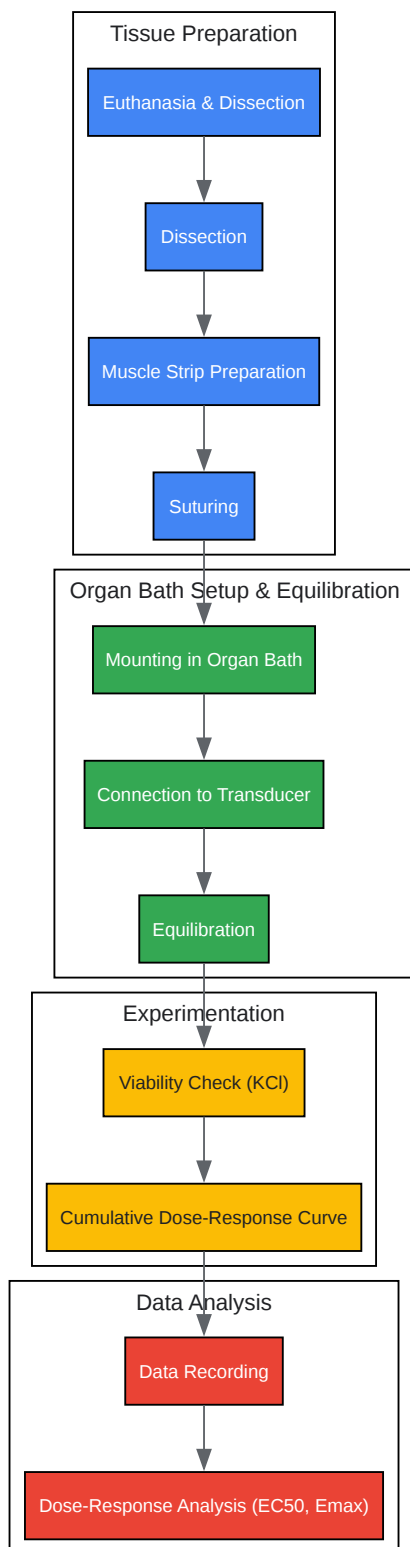 Tissue Preparation
Euthanasia & Dissection
Dissection
Muscle Strip Preparation
Suturing
Organ Bath Setup & Equilibration
Mounting in Organ Bath
Connection to Transducer
Equilibration
Experimentation
Viability Check (KCl)
Cumulative Dose-Response Curve
Data Analysis
Data Recording
Dose-Response Analysis (EC50, Emax)